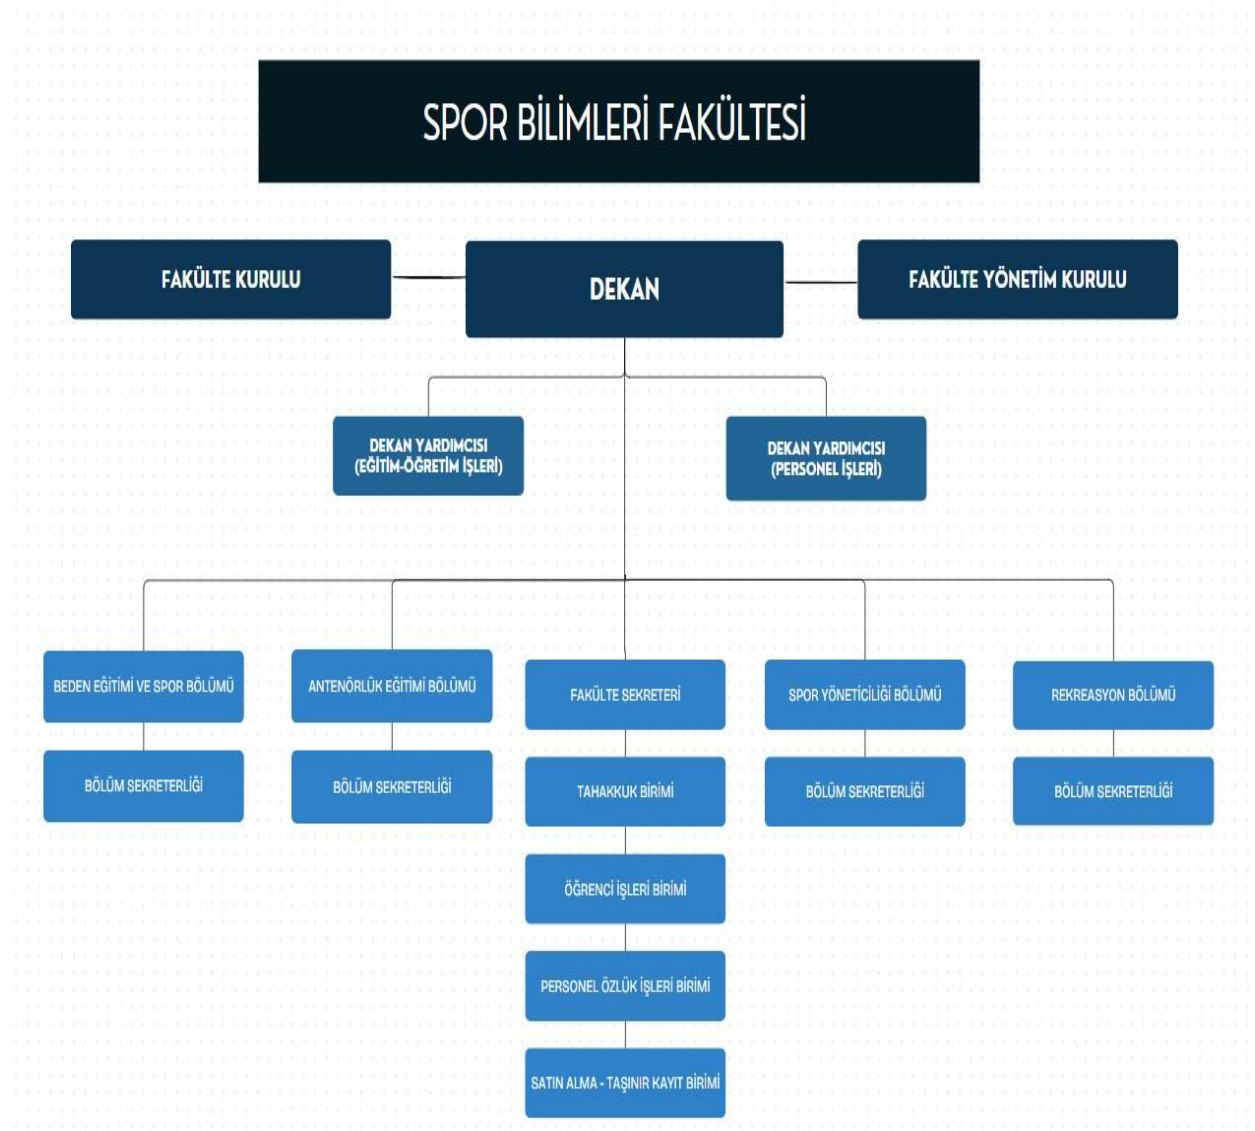 SPOR BİLİMLERİ FAKÜLTESİ
FAKÜLTE KURULU
DEKAN
FAKÜLTE YÖNETİM KURULU
DEKAN YARDIMCISI
(EĞİTİM-ÖĞRETİM İŞLERİ)
DEKAN YARDIMCISI
(PERSONEL İŞLERİ)
BEDEN EĞİTİMİ VE SPOR BÖLÜMÜ
ANTENÖRLÜK EĞİTİMİ BÖLÜMÜ
FAKÜLTE SEKRETERİ
SPOR YÖNETİCİLİĞİ BÖLÜMÜ
REKREASYON BÖLÜMÜ
BÖLÜM SEKRETERLİĞİ
BÖLÜM SEKRETERLİĞİ
TAHAKKUK BİRİMİ
BÖLÜM SEKRETERLİĞİ
BÖLÜM SEKRETERLİĞİ
ÖĞRENCİ İŞLERİ BİRİMİ
PERSONEL ÖZLÜK İŞLERİ BİRİMİ
SATIN ALMA - TAŞINIR KAYIT BİRİMİ